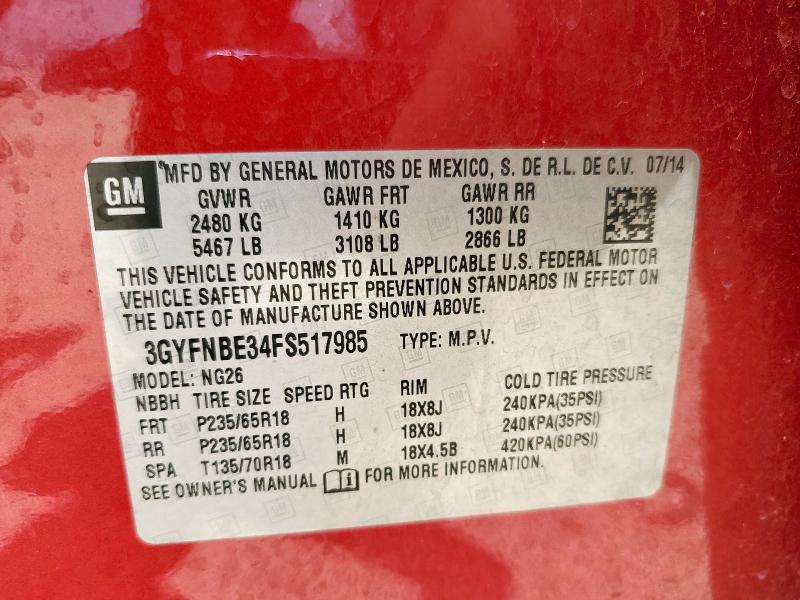 GM
MFD BY GENERAL MOTORS DE MEXICO, S. DE R.L. DE C.V. 07/14
GVWR GAWR FRT GAWR RR
2480 KG 1410 KG 1300 KG
5467 LB 3108 LB 2866 LB
THIS VEHICLE CONFORMS TO ALL APPLICABLE U.S. FEDERAL MOTOR
VEHICLE SAFETY AND THEFT PREVENTION STANDARDS IN EFFECT ON
THE DATE OF MANUFACTURE SHOWN ABOVE.
3GYFNBE34FS517985 TYPE: M.P.V.
MODEL: NG26
NBBH TIRE SIZE SPEED RTG RIM COLD TIRE PRESSURE
FRT P235/65R18 H 18X8J 240KPA(35PSI)
RR P235/65R18 H 18X8J 240KPA(35PSI)
SPA T135/70R18 M 18X4.5B 420KPA(60PSI)
SEE OWNER'S MANUAL FOR MORE INFORMATION.